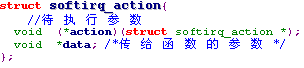 struct softirq_action{
//待执行参数
void (*action)(struct softirq_action *);
void *data; /*传给函数的参数*/
};